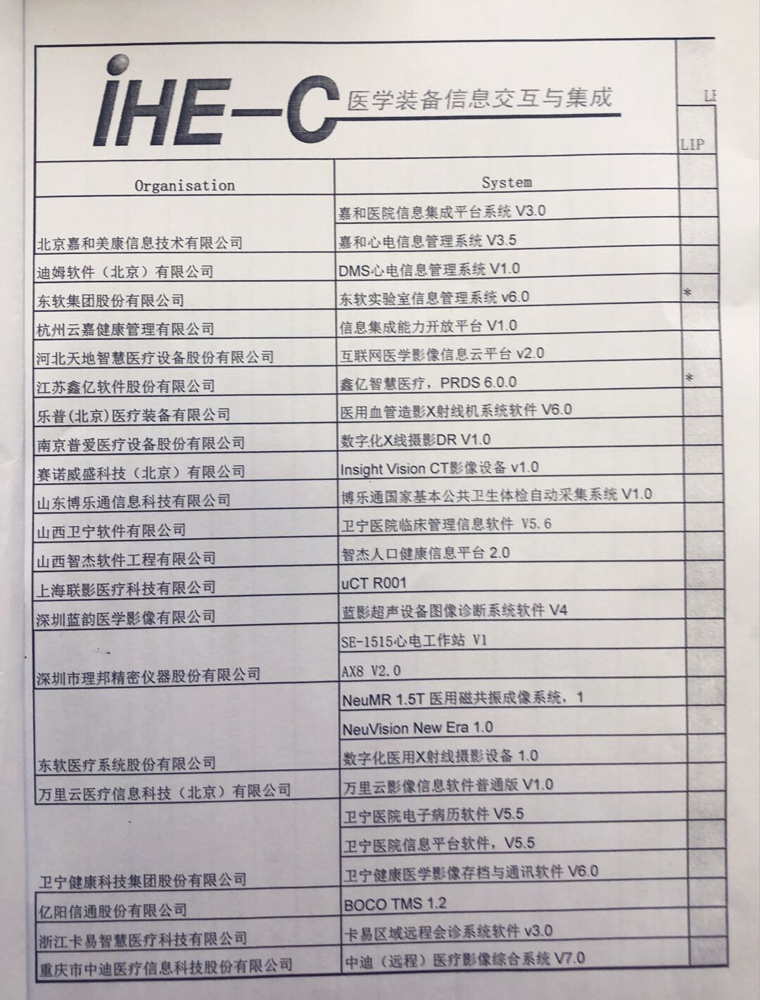 iHE-C 医学装备信息交互与集成
LIP
Organisation System
嘉和医院信息集成平台系统 V3.0
北京嘉和美康信息技术有限公司 嘉和心电信息管理系统 V3.5
迪姆软件（北京）有限公司 DMS心电信息管理系统 V1.0
东软集团股份有限公司 东软实验室信息管理系统 v6.0 *
杭州云嘉健康管理有限公司 信息集成能力开放平台 V1.0
河北天地智慧医疗设备股份有限公司 互联网医学影像信息云平台 v2.0
江苏鑫亿软件股份有限公司 鑫亿智慧医疗，PRDS 6.0.0 *
乐普(北京)医疗装备有限公司 医用血管造影X射线机系统软件 V6.0
南京普爱医疗设备股份有限公司 数字化X线摄影DR V1.0
赛诺威盛科技（北京）有限公司 Insight Vision CT影像设备 v1.0
山东博乐通信息科技有限公司 博乐通国家基本公共卫生体检自动采集系统 V1.0
山西卫宁软件有限公司 卫宁医院临床管理信息软件 V5.6
山西智杰软件工程有限公司 智杰人口健康信息平台 2.0
上海联影医疗科技有限公司 uCT R001
深圳蓝韵医学影像有限公司 蓝影超声设备图像诊断系统软件 V4
SE-1515心电工作站 V1
深圳市理邦精密仪器股份有限公司 AX8 V2.0
NeuMR 1.5T 医用磁共振成像系统，1
NeuVision New Era 1.0
东软医疗系统股份有限公司 数字化医用X射线摄影设备 1.0
万里云医疗信息科技（北京）有限公司 万里云影像信息软件普通版 V1.0
卫宁医院电子病历软件 V5.5
卫宁医院信息平台软件，V5.5
卫宁健康科技集团股份有限公司 卫宁健康医学影像存档与通讯软件 V6.0
亿阳信通股份有限公司 BOCO TMS 1.2
浙江卡易智慧医疗科技有限公司 卡易区域远程会诊系统软件 v3.0
重庆市中迪医疗信息科技股份有限公司 中迪（远程）医疗影像综合系统 V7.0